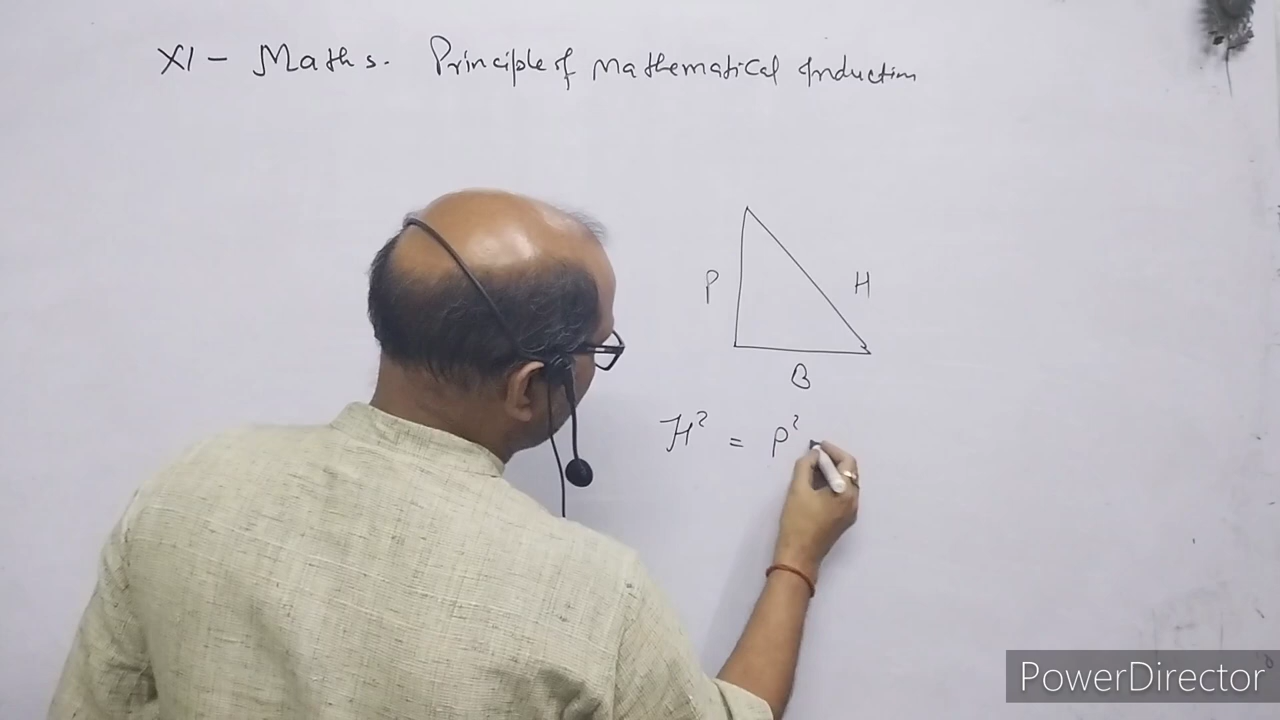 XI - Maths. Principle of Mathematical Induction
P
H
B
H² = P²
PowerDirector